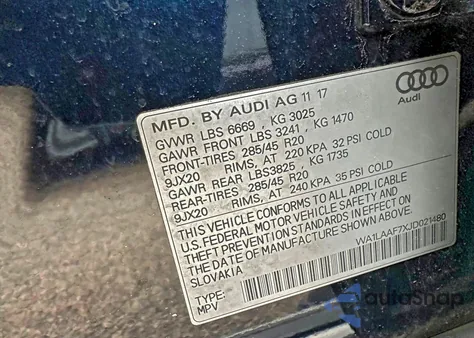 MFD. BY AUDI AG 11 17
GVWR LBS 6669 KG 3025
GAWR FRONT LBS 3241, KG 1470
FRONT-TIRES: 285/45 R20
9JX20 RIMS, AT 220 KPA 32 PSI COLD
GAWR REAR LBS3825, KG 1735
REAR-TIRES: 285/45 R20
9JX20 RIMS, AT 240 KPA 35 PSI COLD
THIS VEHICLE CONFORMS TO ALL APPLICABLE
U.S. FEDERAL MOTOR VEHICLE SAFETY AND
THEFT PREVENTION STANDARDS IN EFFECT ON
THE DATE OF MANUFACTURE SHOWN ABOVE
SLOVAKIA
WA1LAAF7XJD021480
TYPE:
MPV
Audi
autoSnap